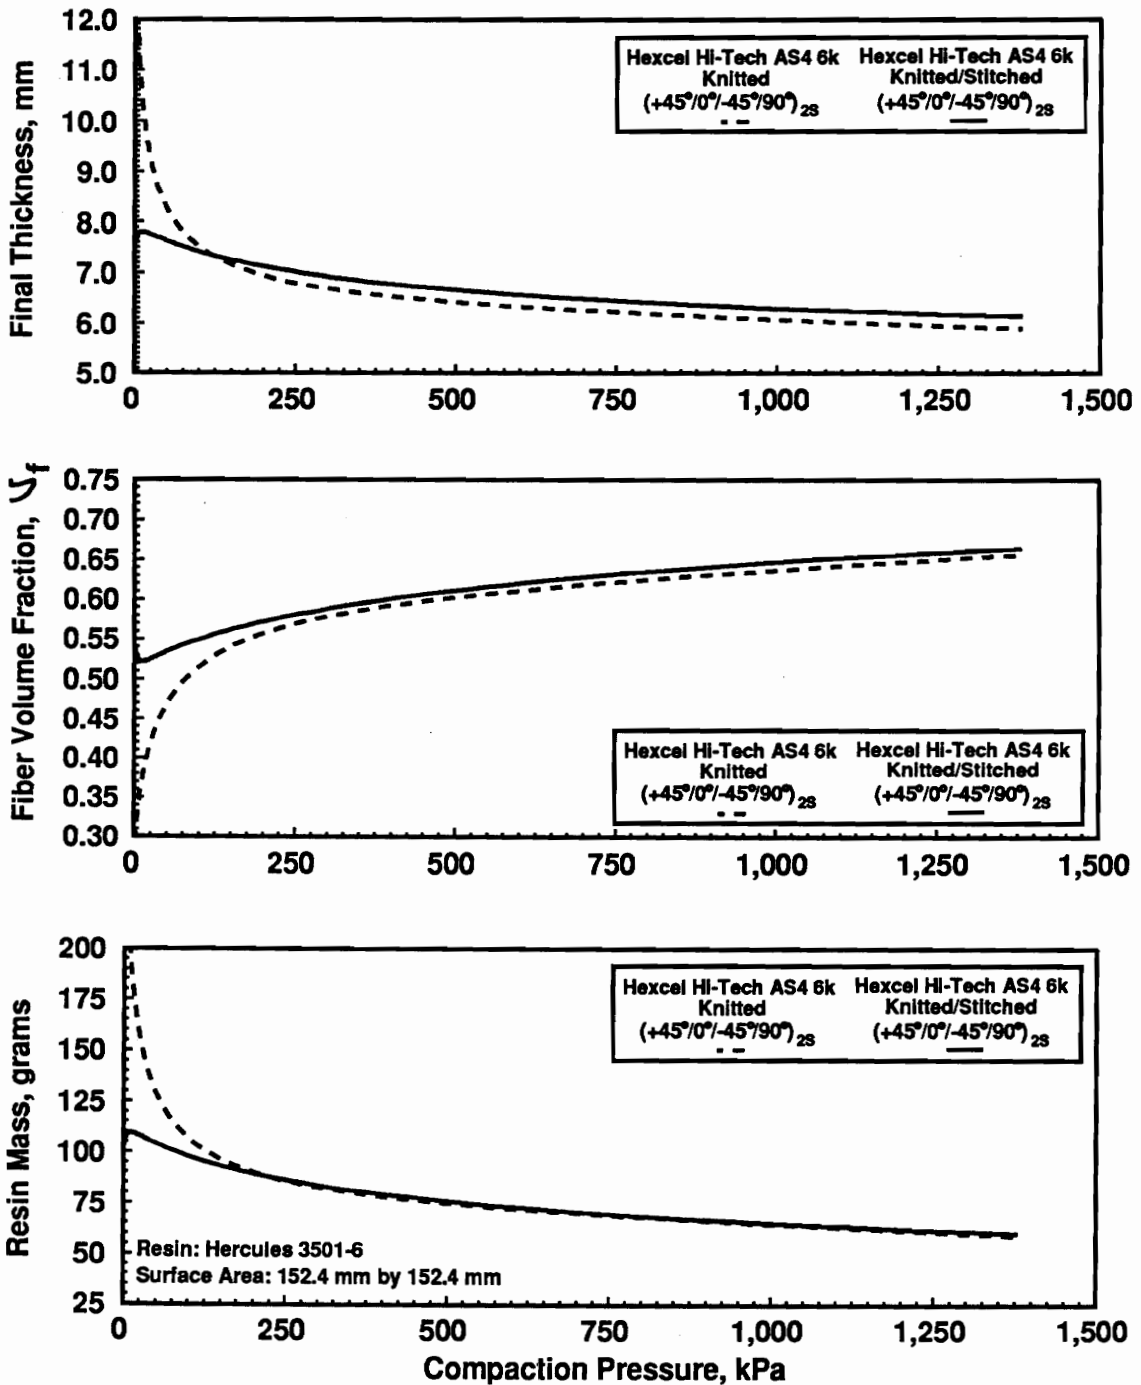 Final Thickness, mm
12.0
11.0
10.0
9.0
8.0
7.0
6.0
5.0
Hexcel Hi-Tech AS4 6k Hexcel Hi-Tech AS4 6k
Knitted Knitted/Stitched
(+45°/0°/-45°/90°)2S (+45°/0°/-45°/90°)2S
0 250 500 750 1,000 1,250 1,500
Fiber Volume Fraction, Vf
0.75
0.70
0.65
0.60
0.55
0.50
0.45
0.40
0.35
0.30
Hexcel Hi-Tech AS4 6k Hexcel Hi-Tech AS4 6k
Knitted Knitted/Stitched
(+45°/0°/-45°/90°)2S (+45°/0°/-45°/90°)2S
0 250 500 750 1,000 1,250 1,500
Resin Mass, grams
200
175
150
125
100
75
50
25
Hexcel Hi-Tech AS4 6k Hexcel Hi-Tech AS4 6k
Knitted Knitted/Stitched
(+45°/0°/-45°/90°)2S (+45°/0°/-45°/90°)2S
Resin: Hercules 3501-6
Surface Area: 152.4 mm by 152.4 mm
0 250 500 750 1,000 1,250 1,500
Compaction Pressure, kPa